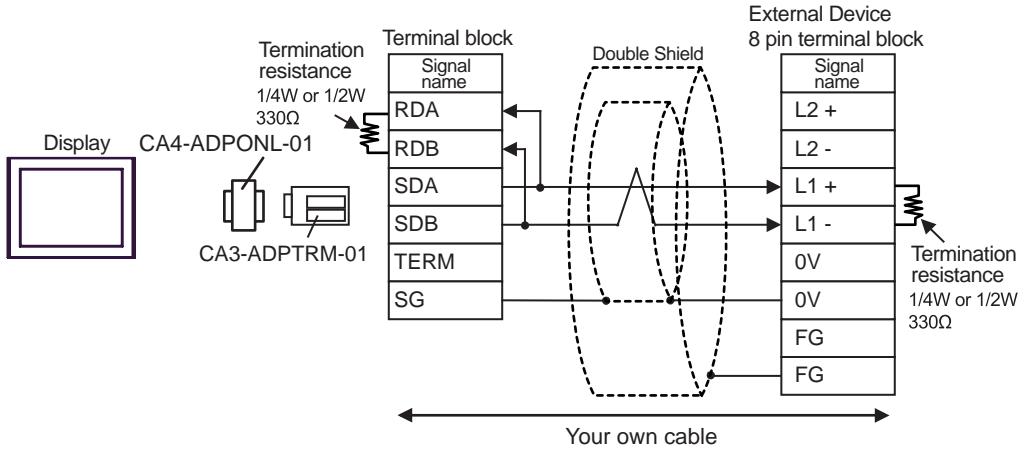 External Device
8 pin terminal block
Terminal block
Double Shield
Termination
resistance
1/4W or 1/2W
330Ω
Signal
name
Signal
name
RDA
L2 +
RDB
L2 -
Display
CA4-ADPONL-01
SDA
L1 +
SDB
L1 -
CA3-ADPTRM-01
TERM
0V
Termination
resistance
1/4W or 1/2W
330Ω
SG
0V
FG
FG
Your own cable